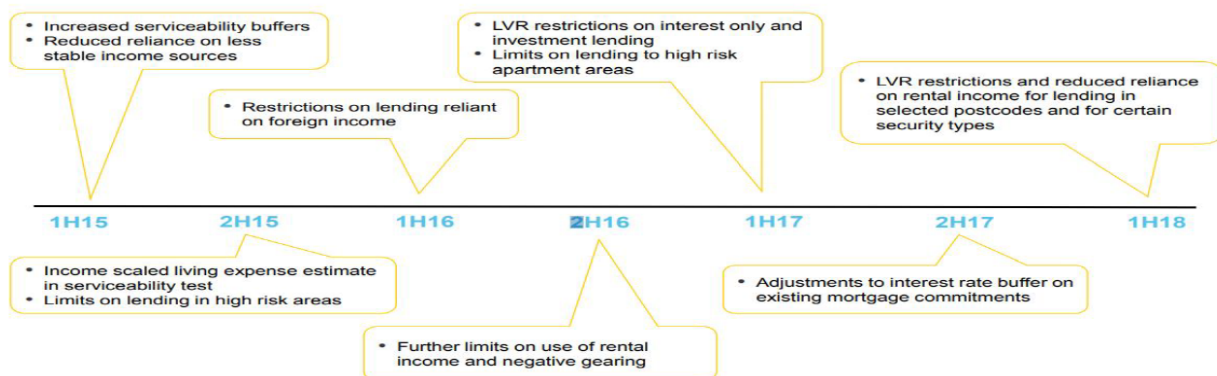 • Increased serviceability buffers
• Reduced reliance on less
stable income sources
• Restrictions on lending reliant
on foreign income
• LVR restrictions on interest only and
investment lending
• Limits on lending to high risk
apartment areas
• LVR restrictions and reduced reliance
on rental income for lending in
selected postcodes and for certain
security types
1H15 2H15 1H16 2H16 1H17 2H17 1H18
• Income scaled living expense estimate
in serviceability test
• Limits on lending in high risk areas
• Further limits on use of rental
income and negative gearing
• Adjustments to interest rate buffer on
existing mortgage commitments